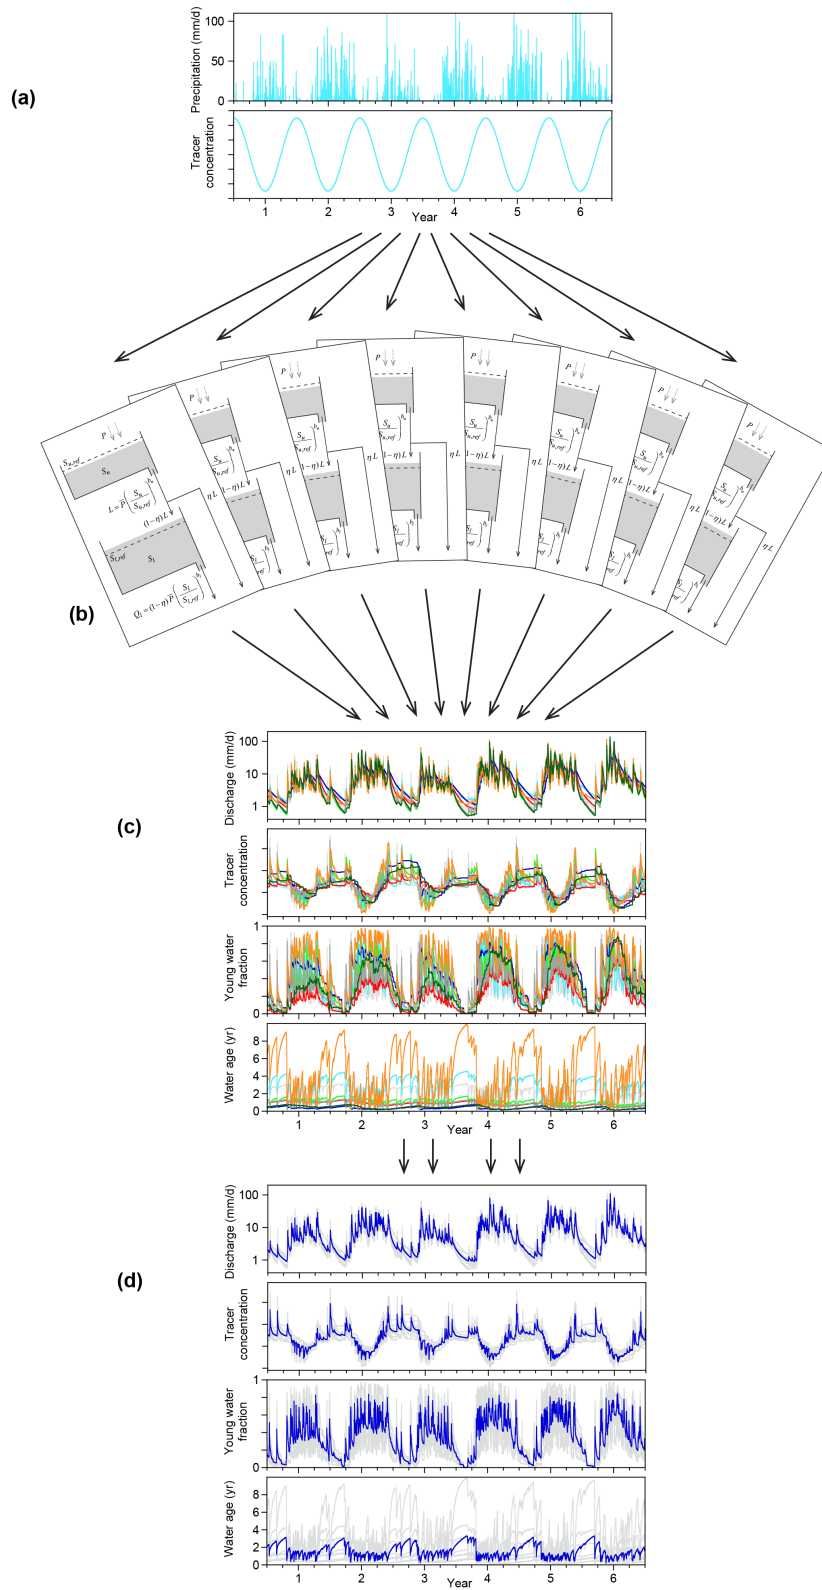 Precipitation (mm/d)
100
50
0
(a)
Tracer
concentration
1 2 3 4 5 6
Year
P P P P P P P P
S_u,ref
S_u
L = P̄ (S_u / S_u,ref)^b_u
(1−η)L
ηL
S_l,ref
S_l
Q_l = (1−η)P̄ (S_l / S_l,ref)^b_l
(b)
Discharge (mm/d)
100
10
1
(c)
Tracer
concentration
Young water
fraction
1
0
Water age (yr)
8
6
4
2
0
1 2 3 4 5 6
Year
Discharge (mm/d)
100
10
1
(d)
Tracer
concentration
Young water
fraction
1
0
Water age (yr)
8
6
4
2
0
1 2 3 4 5 6
Year